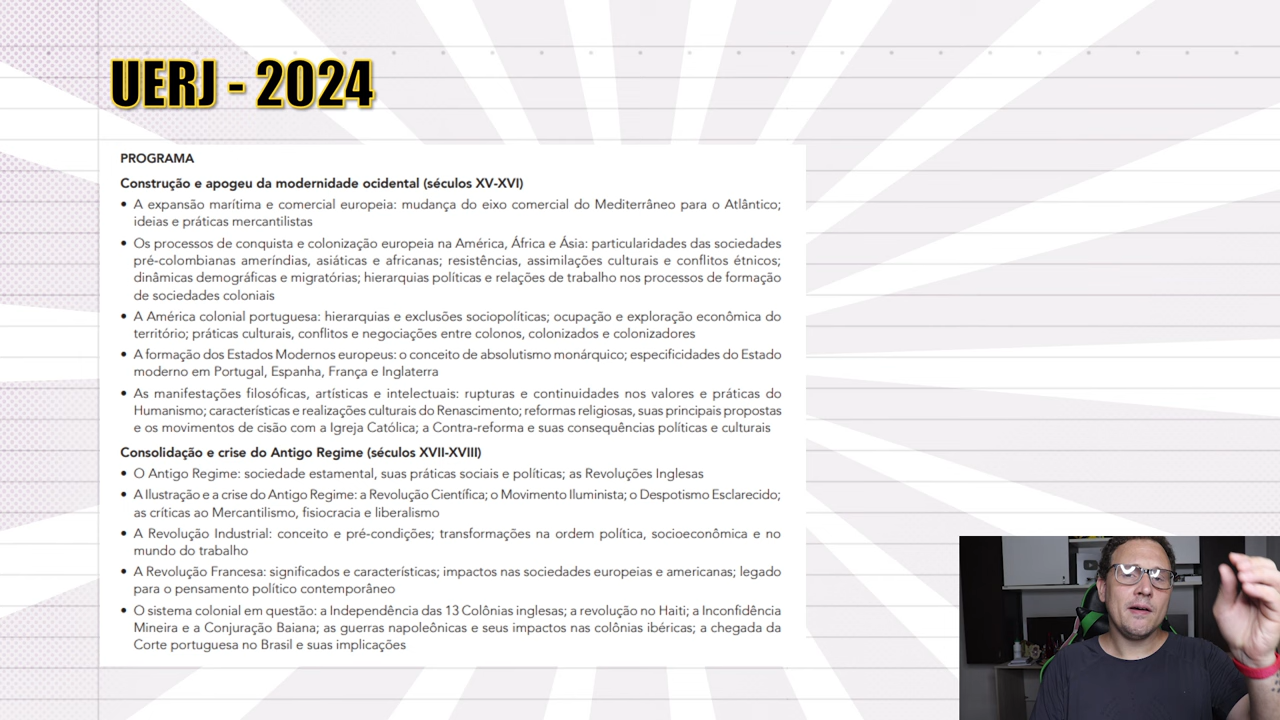 UERJ - 2024
PROGRAMA
Construção e apogeu da modernidade ocidental (séculos XV-XVI)
• A expansão marítima e comercial europeia: mudança do eixo comercial do Mediterrâneo para o Atlântico;
ideias e práticas mercantilistas
• Os processos de conquista e colonização europeia na América, África e Ásia: particularidades das sociedades
pré-colombianas ameríndias, asiáticas e africanas; resistências, assimilações culturais e conflitos étnicos;
dinâmicas demográficas e migratórias; hierarquias políticas e relações de trabalho nos processos de formação
de sociedades coloniais
• A América colonial portuguesa: hierarquias e exclusões sociopolíticas; ocupação e exploração econômica do
território; práticas culturais, conflitos e negociações entre colonos, colonizados e colonizadores
• A formação dos Estados Modernos europeus: o conceito de absolutismo monárquico; especificidades do Estado
moderno em Portugal, Espanha, França e Inglaterra
• As manifestações filosóficas, artísticas e intelectuais: rupturas e continuidades nos valores e práticas do
Humanismo; características e realizações culturais do Renascimento; reformas religiosas, suas principais propostas
e os movimentos de cisão com a Igreja Católica; a Contra-reforma e suas consequências políticas e culturais
Consolidação e crise do Antigo Regime (séculos XVII-XVIII)
• O Antigo Regime: sociedade estamental, suas práticas sociais e políticas; as Revoluções Inglesas
• A Ilustração e a crise do Antigo Regime: a Revolução Científica; o Movimento Iluminista; o Despotismo Esclarecido;
as críticas ao Mercantilismo, fisiocracia e liberalismo
• A Revolução Industrial: conceito e pré-condições; transformações na ordem política, socioeconômica e no
mundo do trabalho
• A Revolução Francesa: significados e características; impactos nas sociedades europeias e americanas; legado
para o pensamento político contemporâneo
• O sistema colonial em questão: a Independência das 13 Colônias inglesas; a revolução no Haiti; a Inconfidência
Mineira e a Conjuração Baiana; as guerras napoleônicas e seus impactos nas colônias ibéricas; a chegada da
Corte portuguesa no Brasil e suas implicações